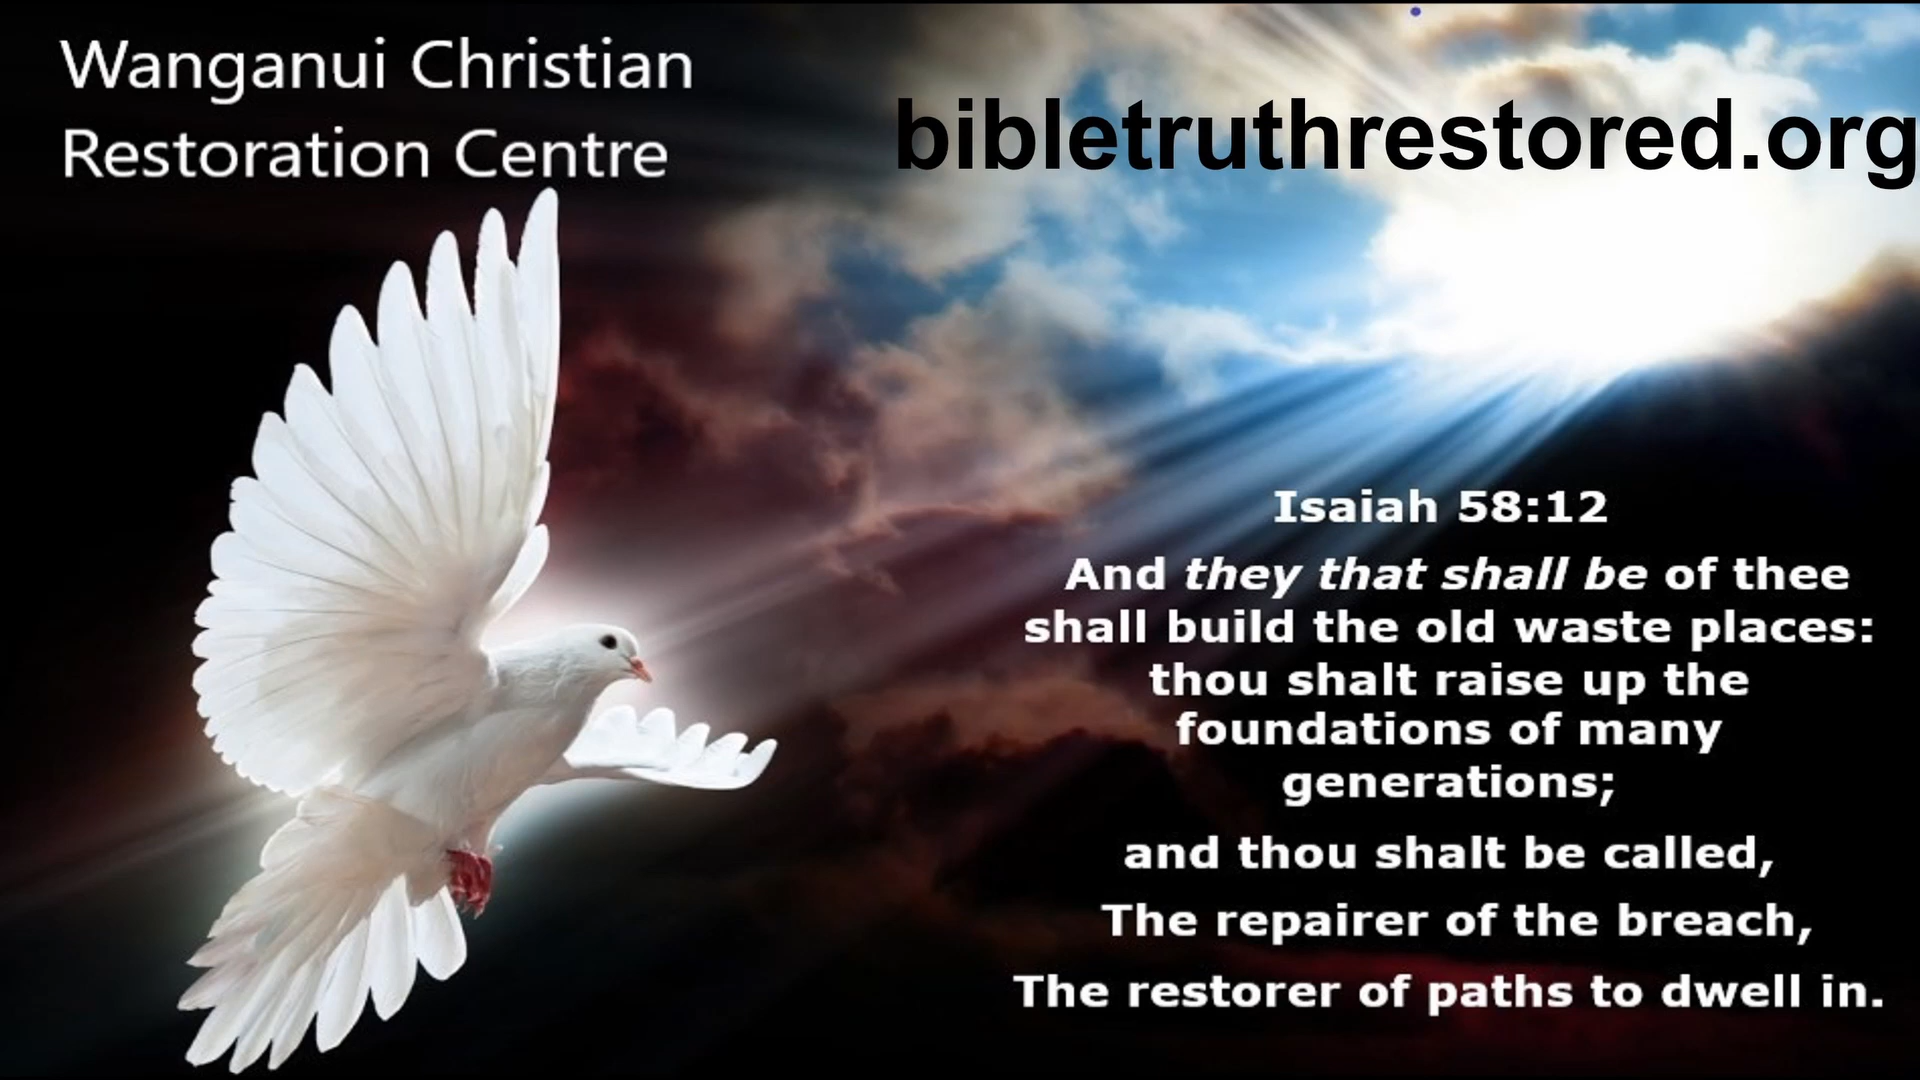 Wanganui Christian
Restoration Centre
bibletruthrestored.org
Isaiah 58:12
And they that shall be of thee
shall build the old waste places:
thou shalt raise up the
foundations of many
generations;
and thou shalt be called,
The repairer of the breach,
The restorer of paths to dwell in.